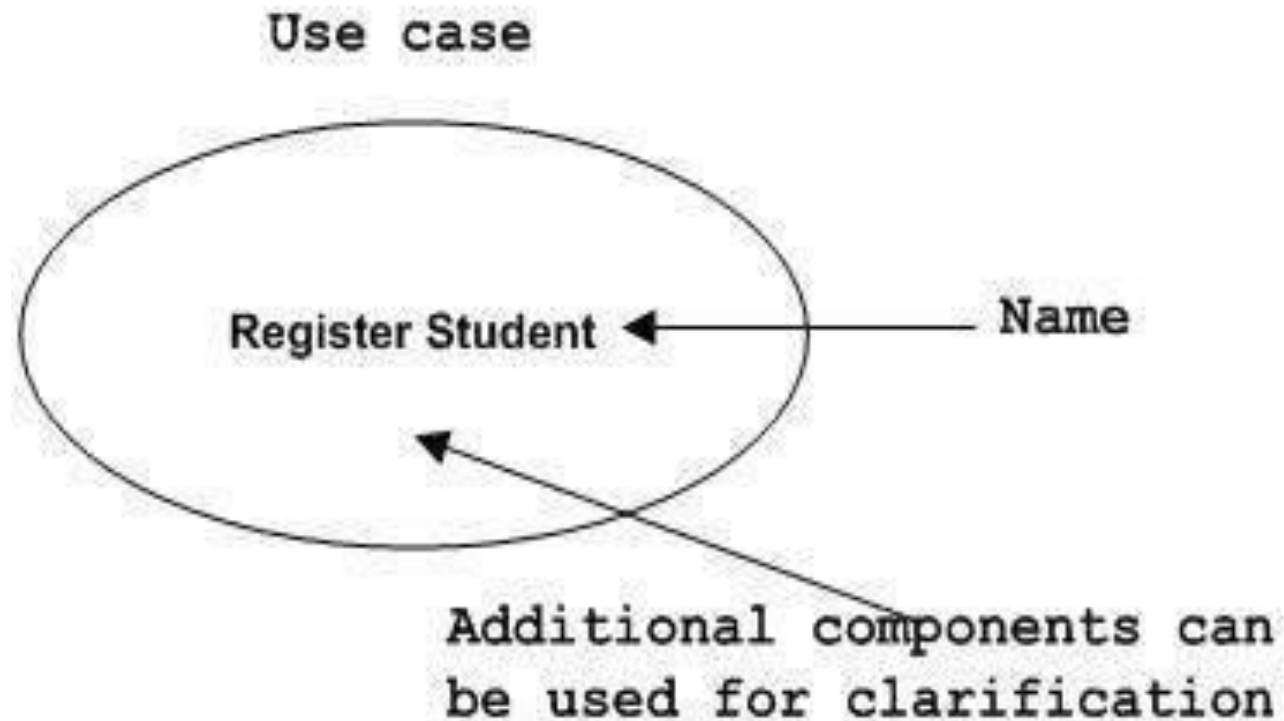 Use case
Register Student
Name
Additional components can
be used for clarification